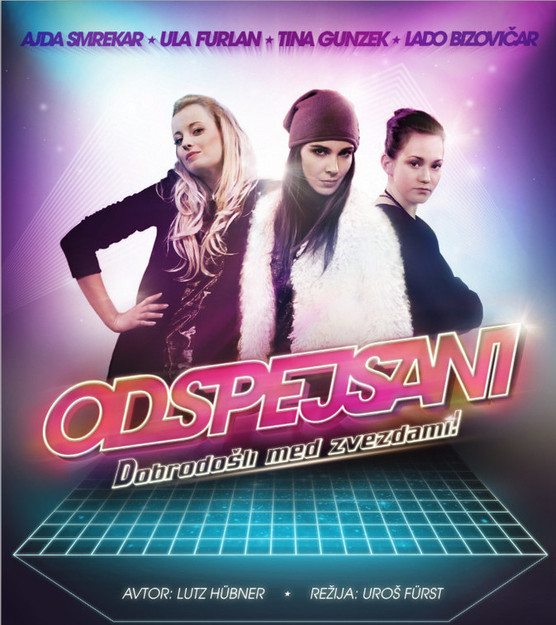 AJDA SMREKAR ★ ULA FURLAN ★ TINA GUNZEK ★ LADO BIZOVIČAR
ODSPEJSANI
Dobrodošli med zvezdami!
AVTOR: LUTZ HÜBNER ★ REŽIJA: UROŠ FÜRST